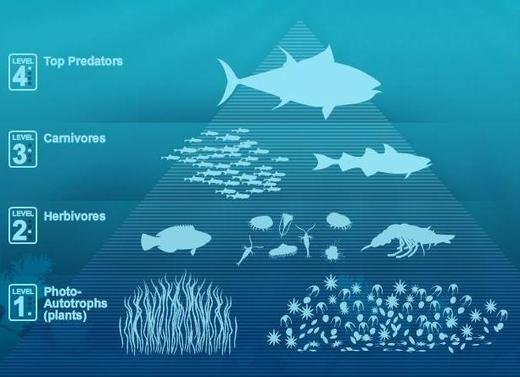 LEVEL
4
Top Predators
LEVEL
3
Carnivores
LEVEL
2
Herbivores
LEVEL
1
Photo-
Autotrophs
(plants)